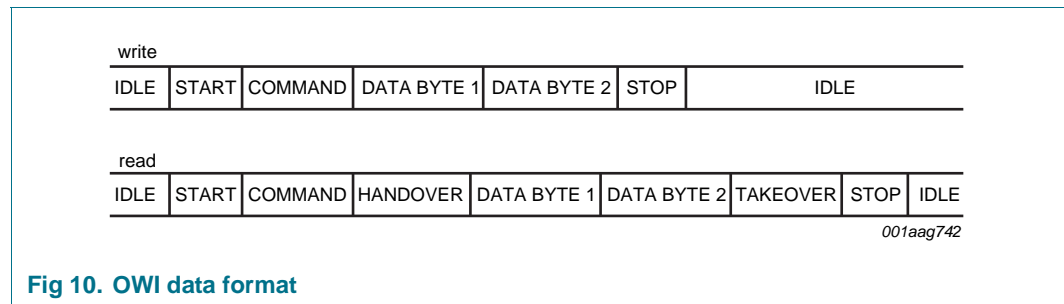 write
IDLE START COMMAND DATA BYTE 1 DATA BYTE 2 STOP IDLE
read
IDLE START COMMAND HANDOVER DATA BYTE 1 DATA BYTE 2 TAKEOVER STOP IDLE
001aag742
Fig 10. OWI data format